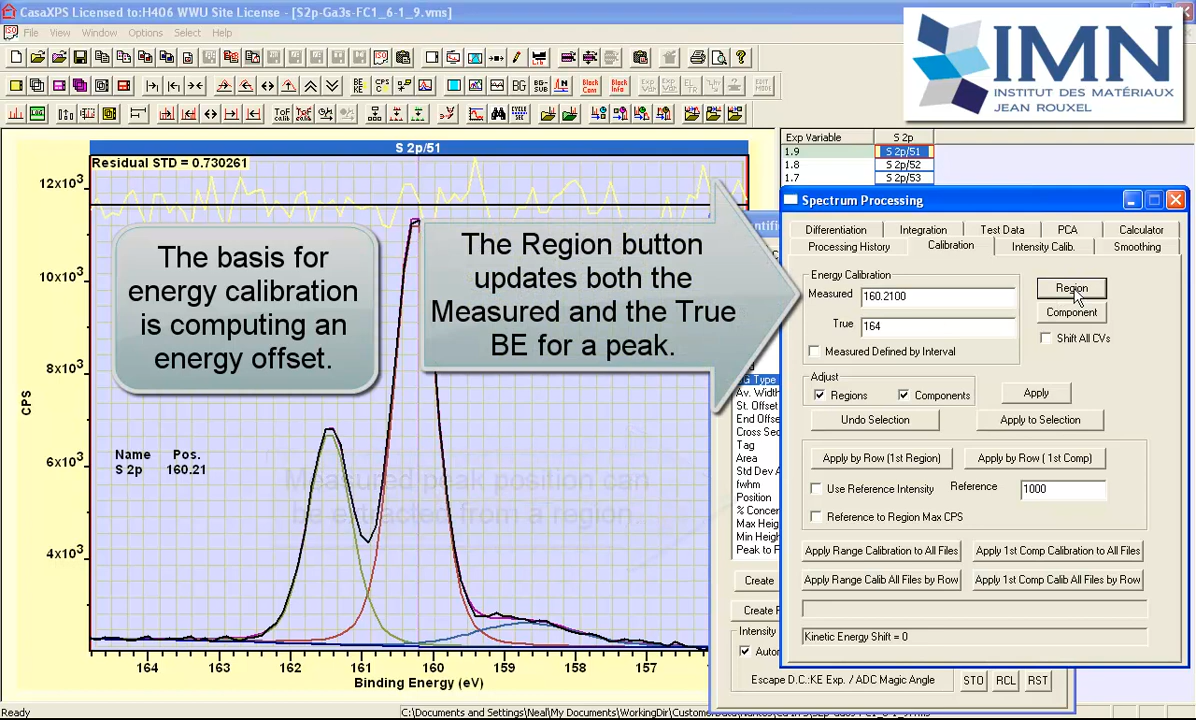 CasaXPS Licensed to:H406 WWU Site License - [S2p-Ga3s-FC1_6-1_9.vms]
File View Window Options Select Help
IMN
INSTITUT DES MATÉRIAUX
JEAN ROUXEL
S 2p/51
Residual STD = 0.730261
Exp Variable S 2p
1.9 S 2p/51
1.8 S 2p/52
1.7 S 2p/53
The basis for
energy calibration
is computing an
energy offset.
The Region button
updates both the
Measured and the True
BE for a peak.
Measured peak position can
be extracted from a region.
12x10³
10x10³
8x10³
6x10³
4x10³
CPS
Name Pos.
S 2p 160.21
164 163 162 161 160 159 158 157
Binding Energy (eV)
Spectrum Processing
Differentiation Integration Test Data PCA Calculator
Processing History Calibration Intensity Calib. Smoothing
Energy Calibration
Measured 160.2100
True 164
Measured Defined by Interval
Region
Component
Shift All CVs
Adjust
Regions Components
Apply
Undo Selection Apply to Selection
Apply by Row (1st Region) Apply by Row ( 1st Comp)
Use Reference Intensity Reference 1000
Reference to Region Max CPS
Apply Range Calibration to All Files Apply 1st Comp Calibration to All Files
Apply Range Calib All Files by Row Apply 1st Comp Calib All Files by Row
Kinetic Energy Shift = 0
Av. Width
St. Offset
End Offset
Cross Sec
Tag
Area
Std Dev A
fwhm
Position
% Concen
Max Heigh
Min Heigh
Peak to F
Create
Create F
Intensity
Auto
Escape D.C.:KE Exp. / ADC Magic Angle STO RCL RST
Ready